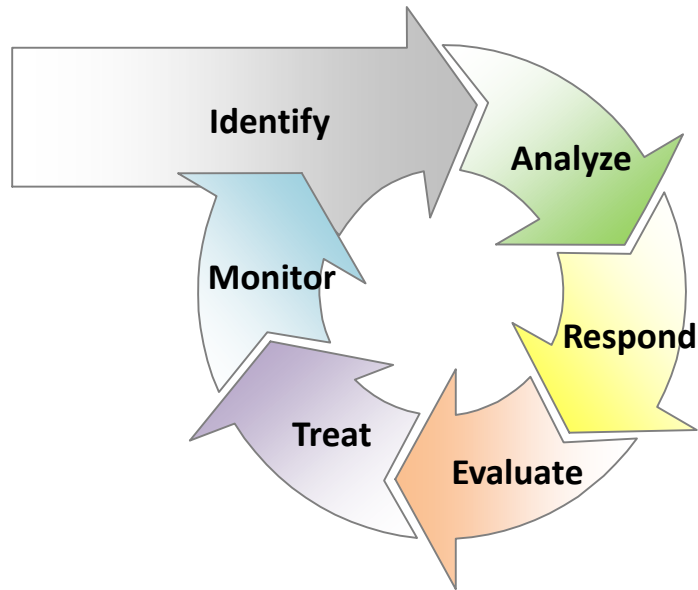 Identify
Analyze
Respond
Evaluate
Treat
Monitor